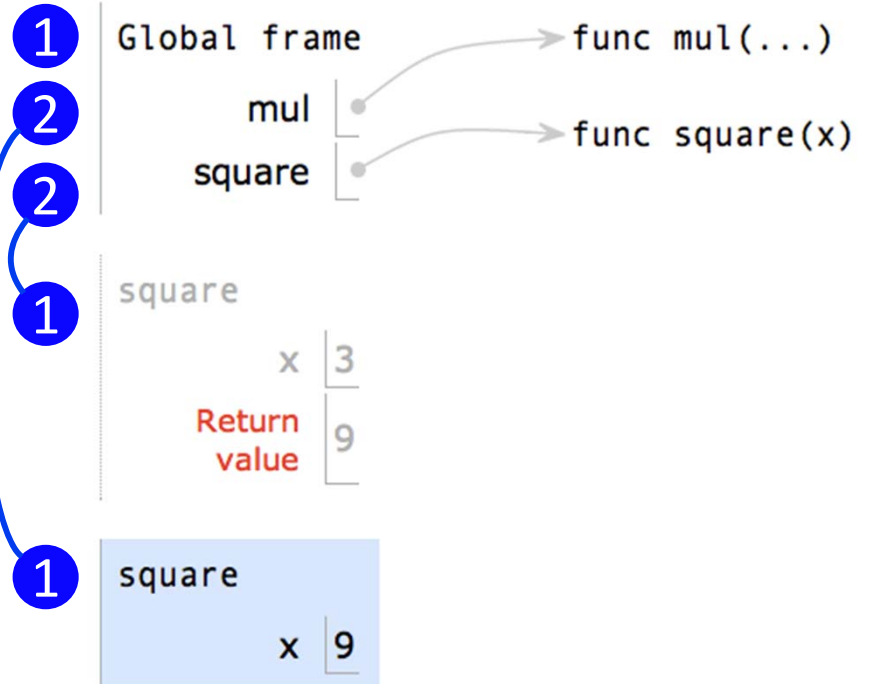 1 Global frame func mul(...)
2 mul
func square(x)
square
2
1 square
x 3
Return
value 9
1 square
x 9